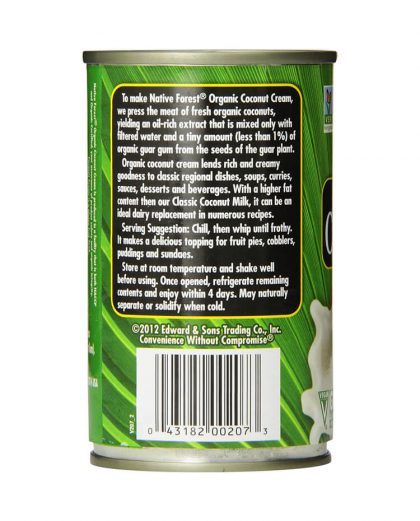 To make Native Forest® Organic Coconut Cream,
we press the meat of fresh organic coconuts,
yielding an oil-rich extract that is mixed only with
filtered water and a tiny amount (less than 1%) of
organic guar gum from the seeds of the guar plant.
Organic coconut cream lends rich and creamy
goodness to classic regional dishes, soups, curries,
sauces, desserts and beverages. With a higher fat
content then our Classic Coconut Milk, it can be an
ideal dairy replacement in numerous recipes.
Serving Suggestion: Chill, then whip until frothy.
It makes a delicious topping for fruit pies, cobblers,
puddings and sundaes.
Store at room temperature and shake well
before using. Once opened, refrigerate remaining
contents and enjoy within 4 days. May naturally
separate or solidify when cold.
©2012 Edward & Sons Trading Co., Inc.
Convenience Without Compromise®
V207_2
0 43182 00207 3